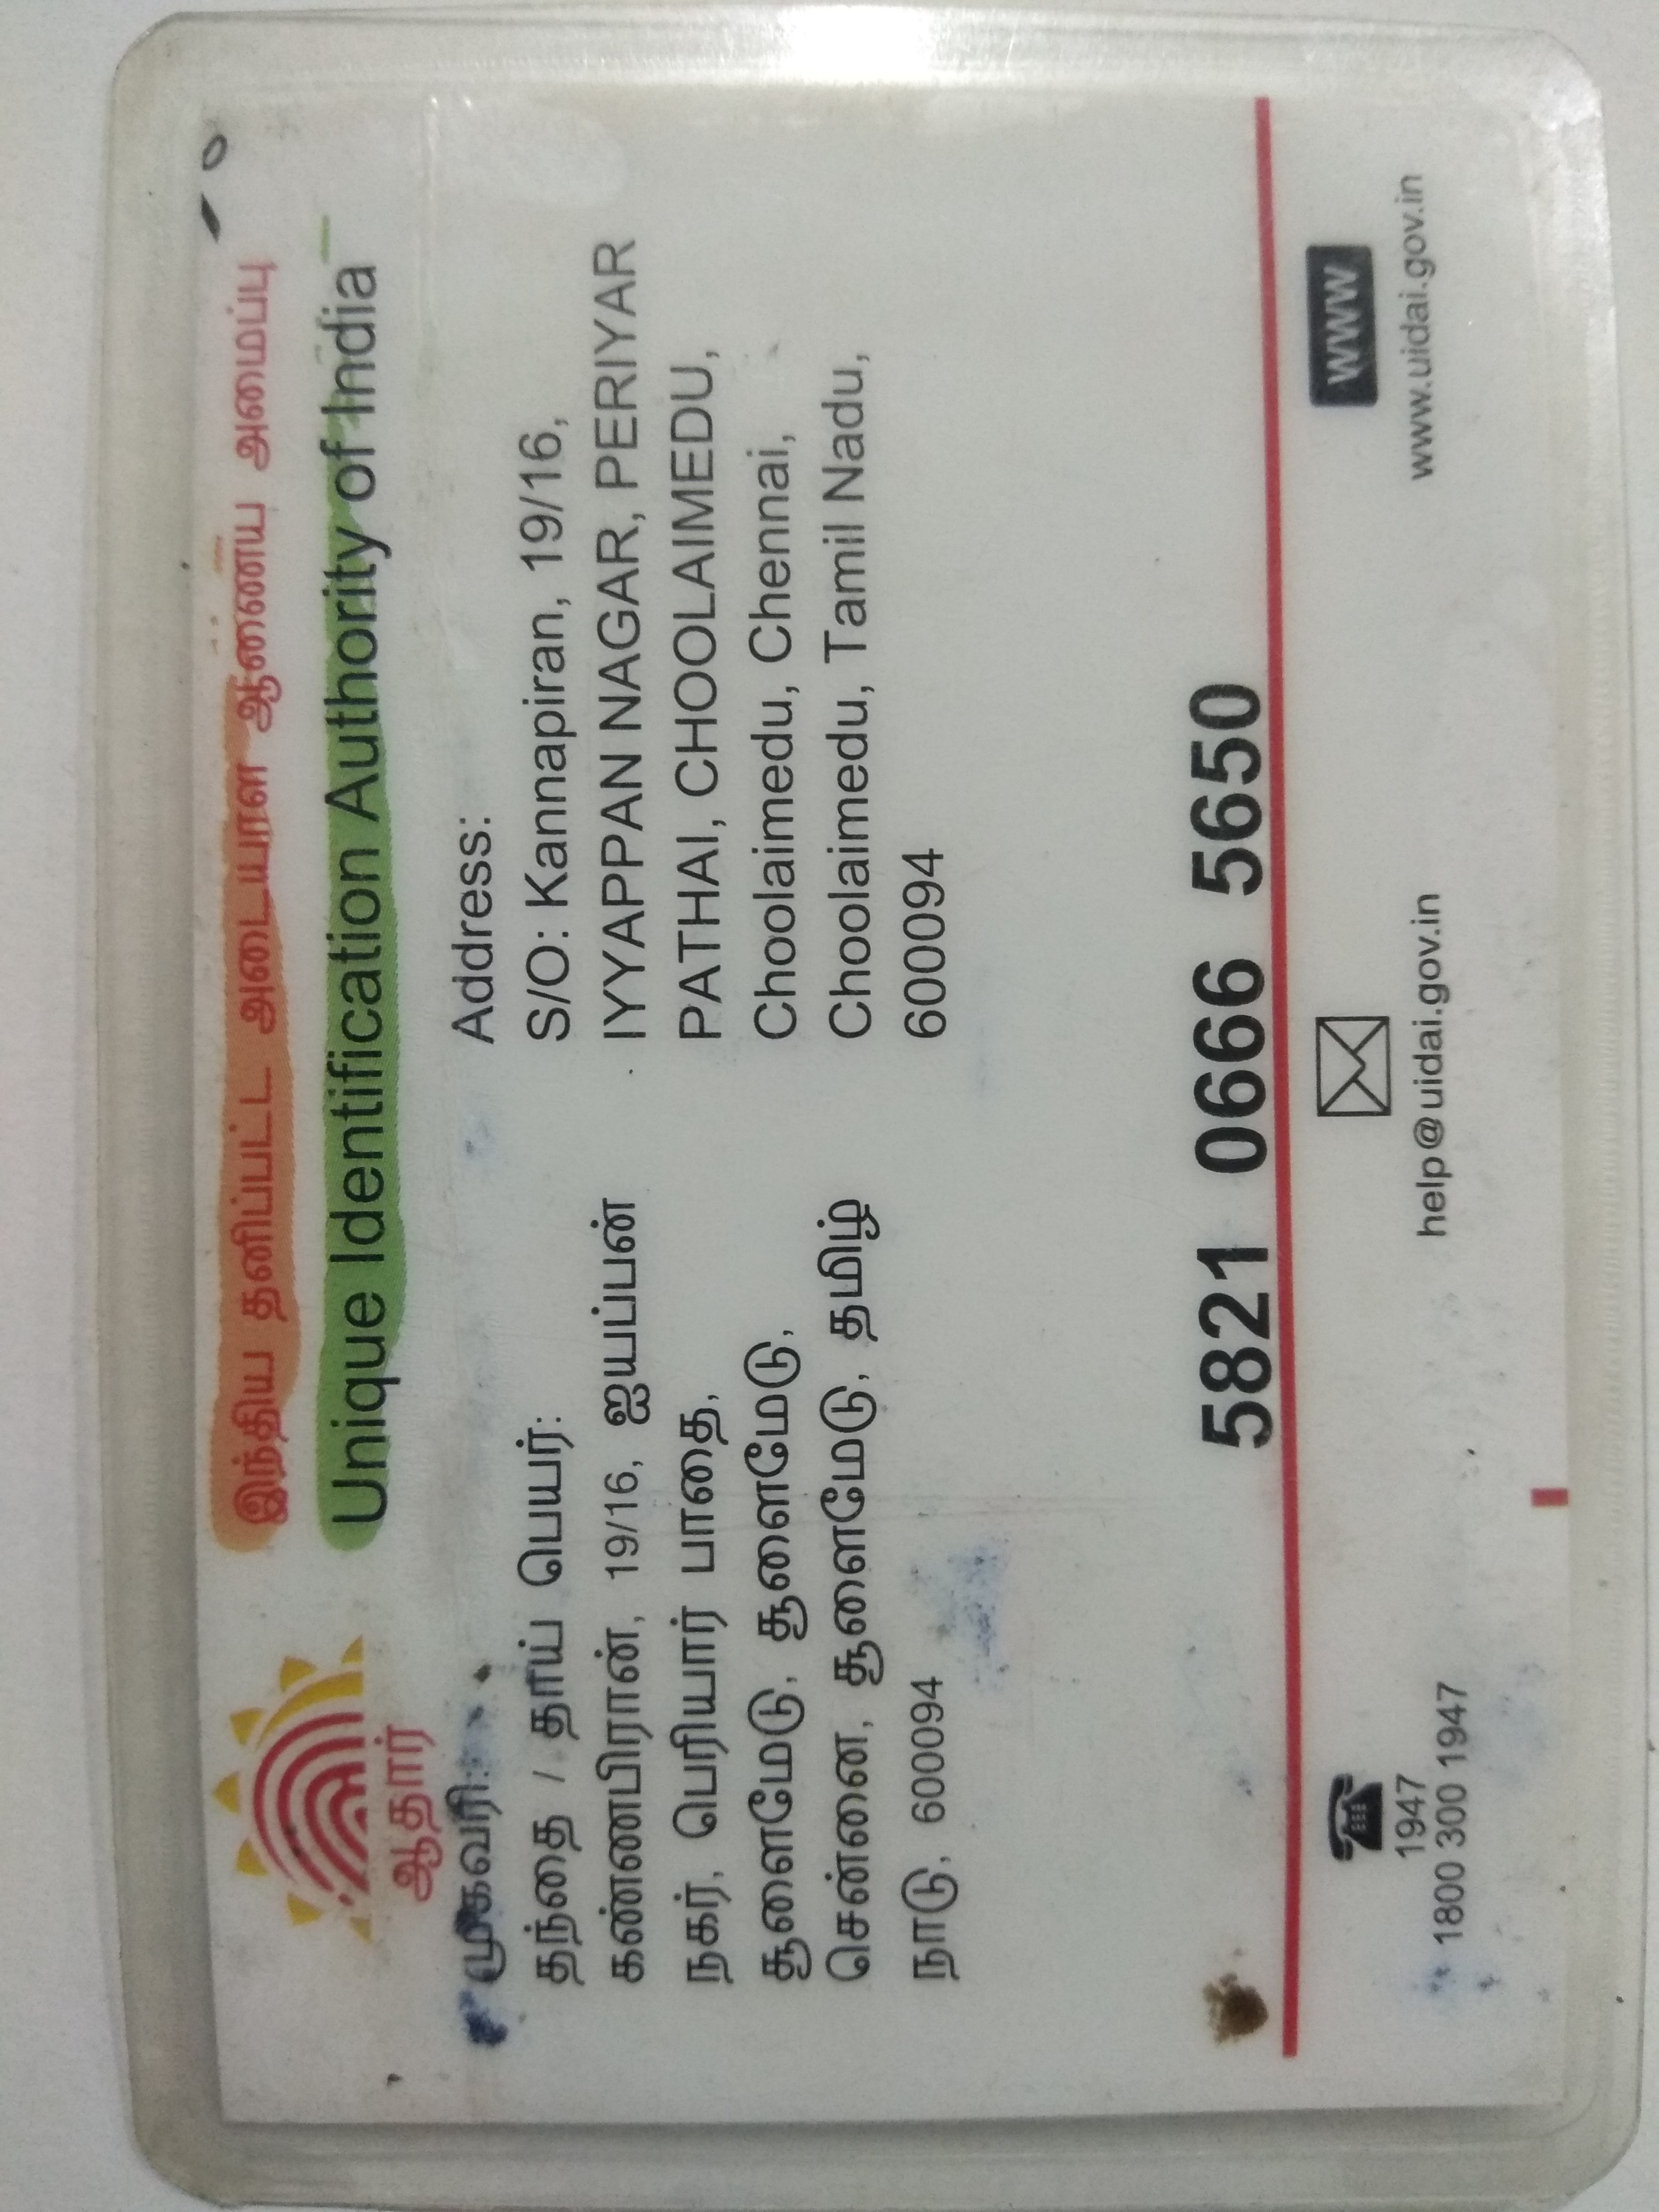 இந்திய தனிப்பட்ட அடையாள ஆணைய அமைப்பு
Unique Identification Authority of India
ஆதார்
முகவரி:
தந்தை / தாய் பெயர்:
கண்ணபிரான், 19/16, ஐயப்பன்
நகர், பெரியார் பாதை,
சூளைமேடு, சூளைமேடு,
சென்னை, சூளைமேடு, தமிழ்
நாடு, 600094
Address:
S/O: Kannapiran, 19/16,
IYYAPPAN NAGAR, PERIYAR
PATHAI, CHOOLAIMEDU,
Choolaimedu, Chennai,
Choolaimedu, Tamil Nadu,
600094
5821 0666 5650
1947
1800 300 1947
help@uidai.gov.in
WWW
www.uidai.gov.in